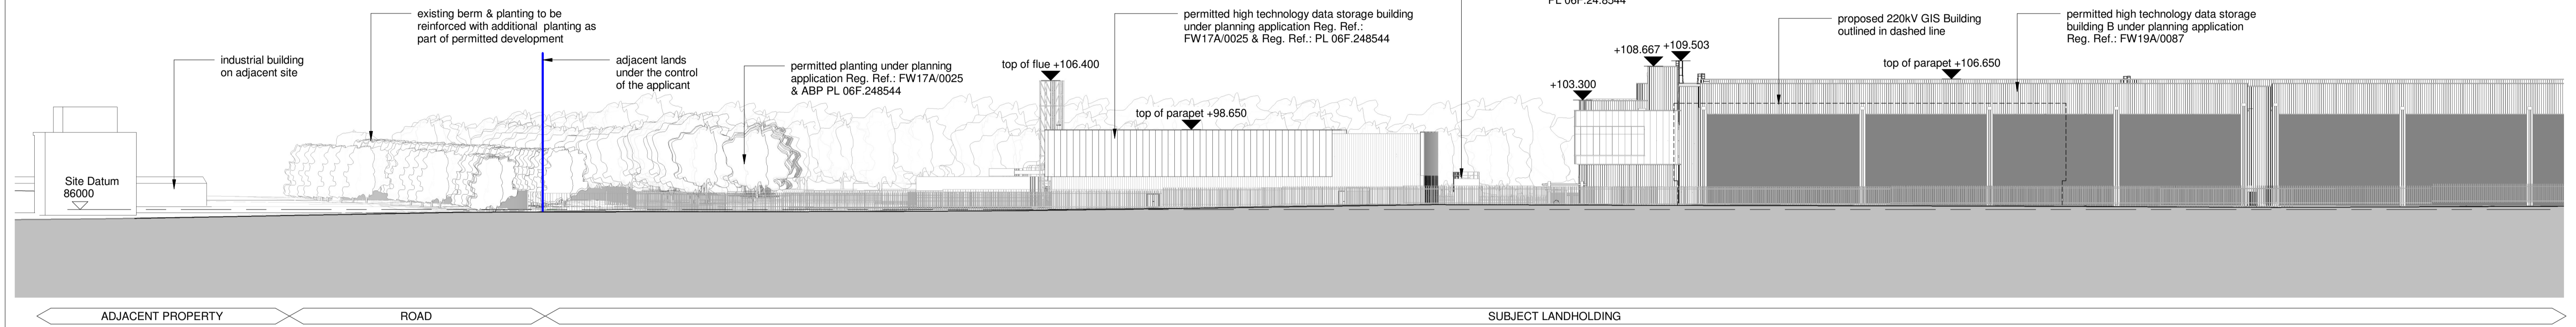 PL 06F.24.8544
existing berm & planting to be
reinforced with additional planting as
part of permitted development
industrial building
on adjacent site
adjacent lands
under the control
of the applicant
permitted planting under planning
application Reg. Ref.: FW17A/0025
& ABP PL 06F.248544
top of flue +106.400
permitted high technology data storage building
under planning application Reg. Ref.:
FW17A/0025 & Reg. Ref.: PL 06F.248544
top of parapet +98.650
+103.300
+108.667
+109.503
proposed 220kV GIS Building
outlined in dashed line
top of parapet +106.650
permitted high technology data storage
building B under planning application
Reg. Ref.: FW19A/0087
Site Datum
86000
ADJACENT PROPERTY
ROAD
SUBJECT LANDHOLDING